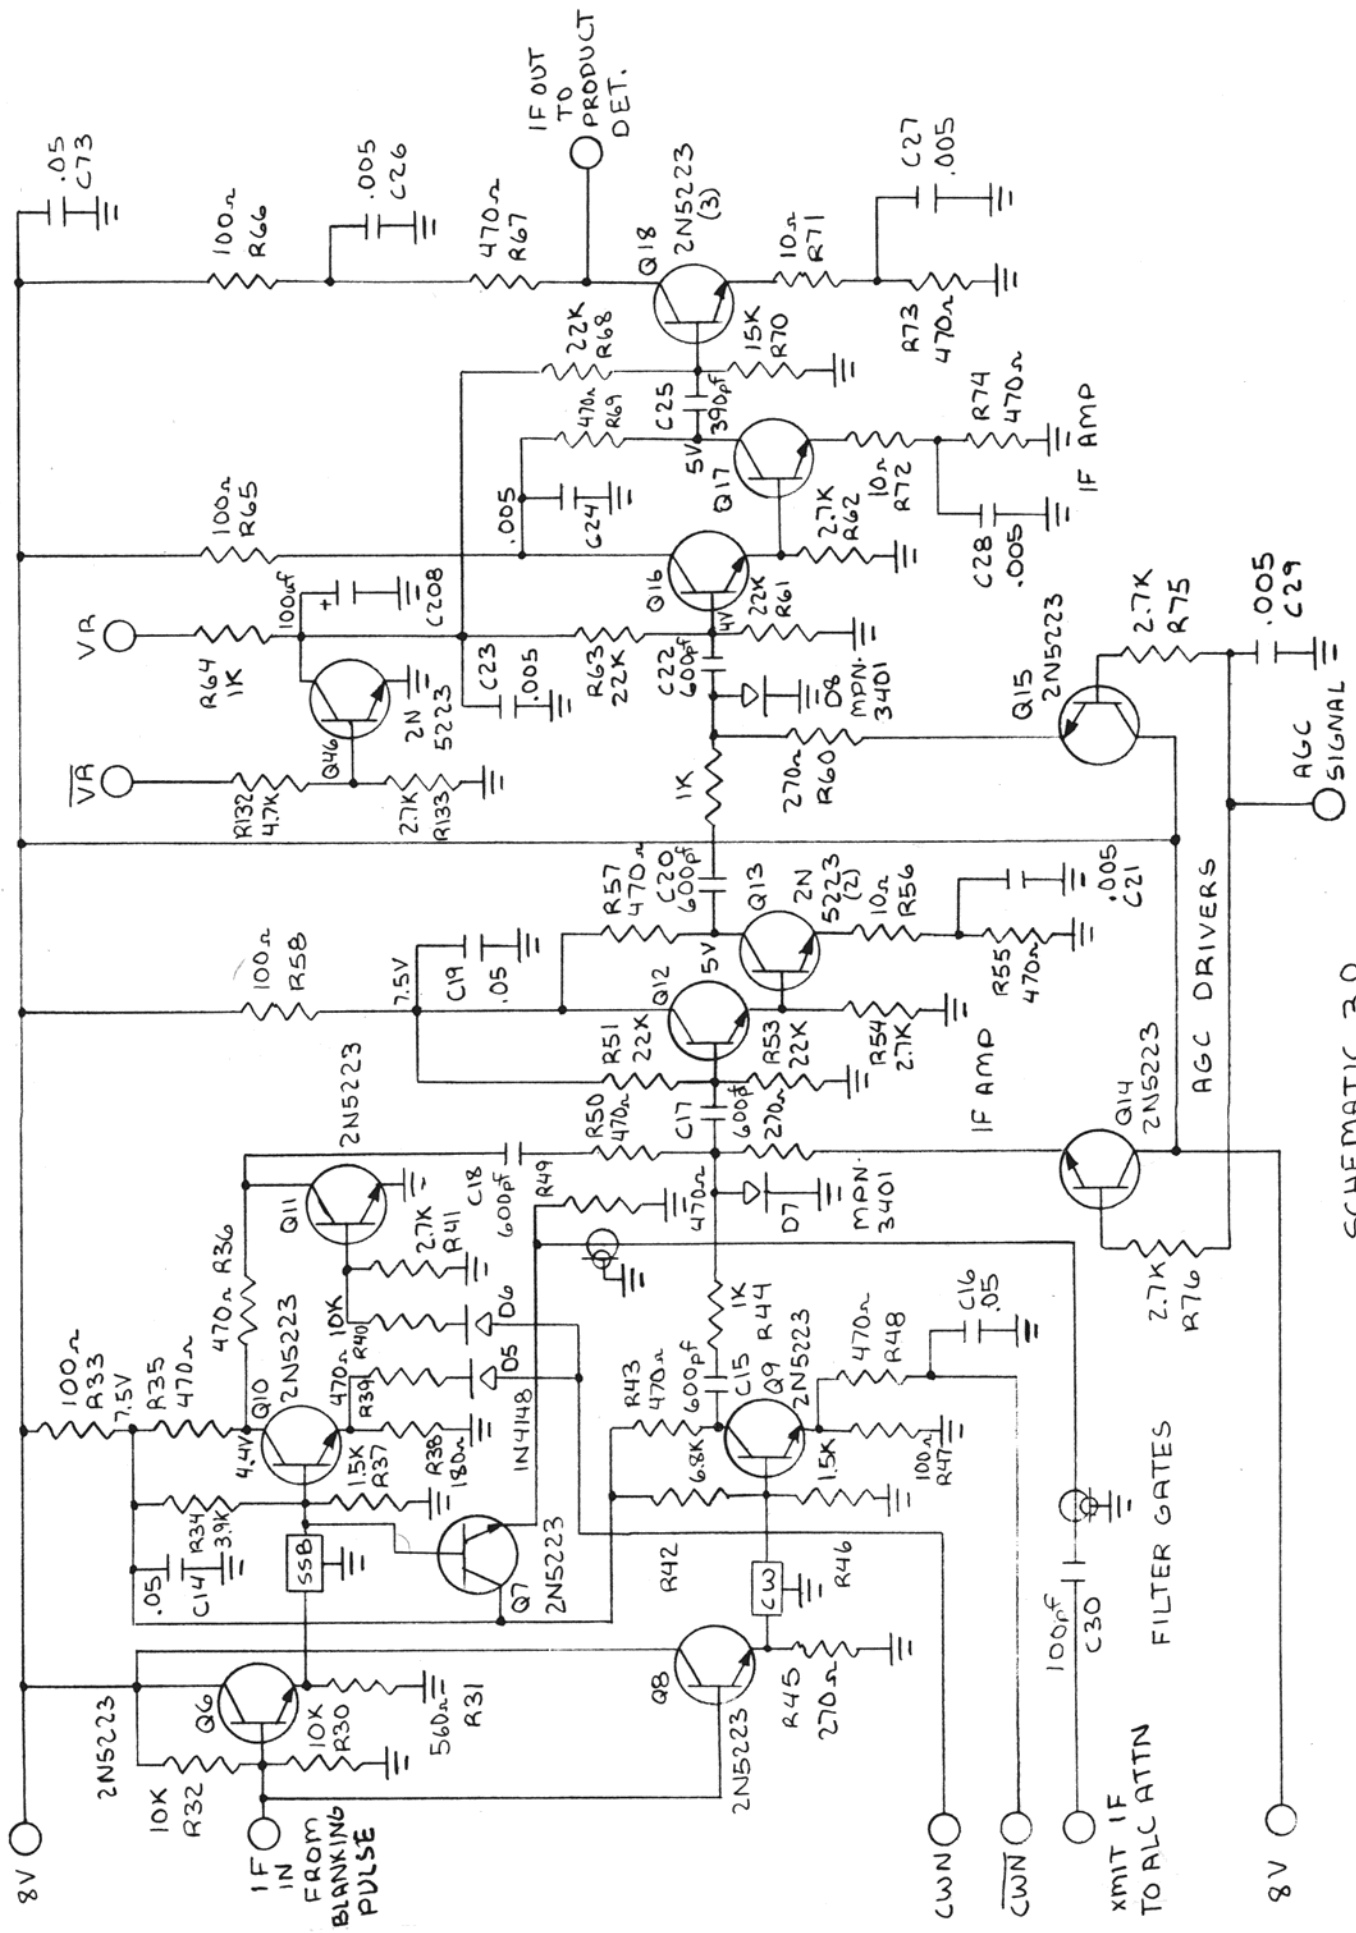 8V
2N5223
10K
R32
Q6
10K
R30
560Ω
R31
IF
IN
FROM
BLANKING
PULSE
100Ω
R33
7.5V
R35
470Ω
470Ω R36
4.4V
Q10
2N5223
.05
C14
R34
3.9K
SSB
1.5K
R37
R38
180Ω
470Ω
R39
10K
R40
2.7K
R41
D5
D6
1N4148
Q7
2N5223
Q11
2N5223
C18
600pf
R49
470Ω
R50
470Ω
Q8
2N5223
R45
270Ω
CW
R42
6.8K
R43
470Ω
600pf
C15
Q9
2N5223
1.5K
R46
100Ω
R47
470Ω
R48
C16
.05
1K
R44
D7
MPN.
3401
C17
600pf
270Ω
100Ω
R58
7.5V
C19
.05
R51
22K
Q12
R53
22K
R54
2.7K
IF AMP
R57
470Ω
5V
C20
600pf
Q13
2N
5223
(2)
10Ω
R56
R55
470Ω
.005
C21
1K
270Ω
R60
D8
MPN.
3401
C22
600pf
VR
VR
R132
4.7K
2.7K
R133
Q46
2N
5223
R64
1K
100uf
+
C208
C23
.005
R63
22K
4V
22K
R61
Q16
100Ω
R65
.005
C24
470Ω
R69
5V
Q17
2.7K
R62
10Ω
R72
C28
.005
R74
470Ω
IF AMP
C25
390pf
22K
R68
15K
R70
.05
C73
100Ω
R66
.005
C26
470Ω
R67
IF OUT
TO
PRODUCT
DET.
Q18
2N5223
(3)
10Ω
R71
C27
.005
R73
470Ω
Q14
2N5223
2.7K
R76
AGC DRIVERS
Q15
2N5223
2.7K
R75
.005
C29
AGC
SIGNAL
CWN
CWN
100pf
C30
XMIT IF
TO ALC ATTN
FILTER GATES
8V